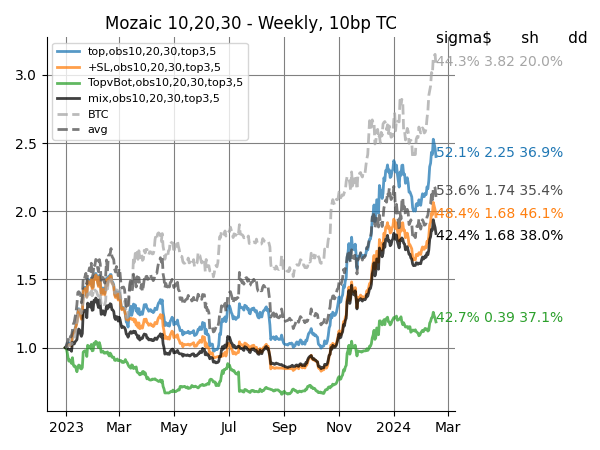 Mozaic 10,20,30 - Weekly, 10bp TC
sigma$ sh dd
top,obs10,20,30,top3,5
+SL,obs10,20,30,top3,5
TopvBot,obs10,20,30,top3,5
mix,obs10,20,30,top3,5
BTC
avg
44.3% 3.82 20.0%
52.1% 2.25 36.9%
53.6% 1.74 35.4%
48.4% 1.68 46.1%
42.4% 1.68 38.0%
42.7% 0.39 37.1%
3.0
2.5
2.0
1.5
1.0
2023 Mar May Jul Sep Nov 2024 Mar